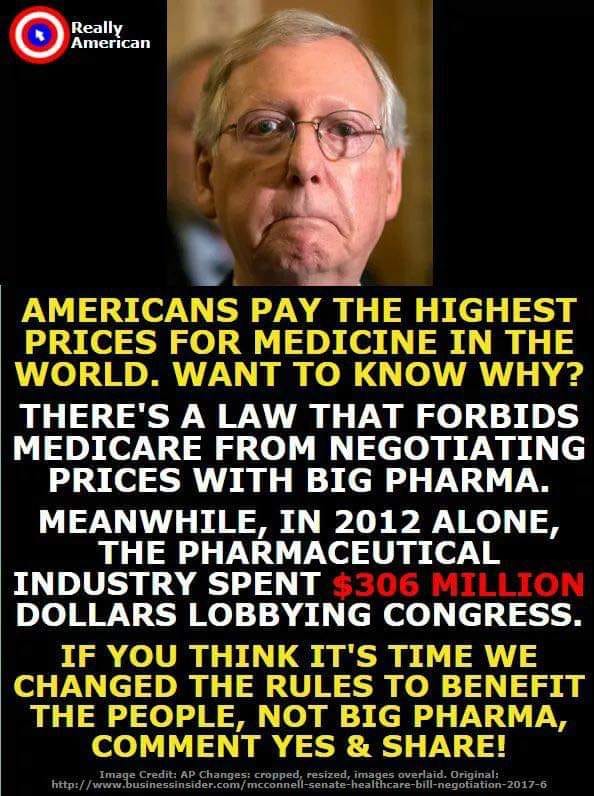 Really
American
AMERICANS PAY THE HIGHEST
PRICES FOR MEDICINE IN THE
WORLD. WANT TO KNOW WHY?
THERE'S A LAW THAT FORBIDS
MEDICARE FROM NEGOTIATING
PRICES WITH BIG PHARMA.
MEANWHILE, IN 2012 ALONE,
THE PHARMACEUTICAL
INDUSTRY SPENT $306 MILLION
DOLLARS LOBBYING CONGRESS.
IF YOU THINK IT'S TIME WE
CHANGED THE RULES TO BENEFIT
THE PEOPLE, NOT BIG PHARMA,
COMMENT YES & SHARE!
Image Credit: AP Changes: cropped, resized, images overlaid. Original:
http://www.businessinsider.com/mcconnell-senate-healthcare-bill-negotiation-2017-6